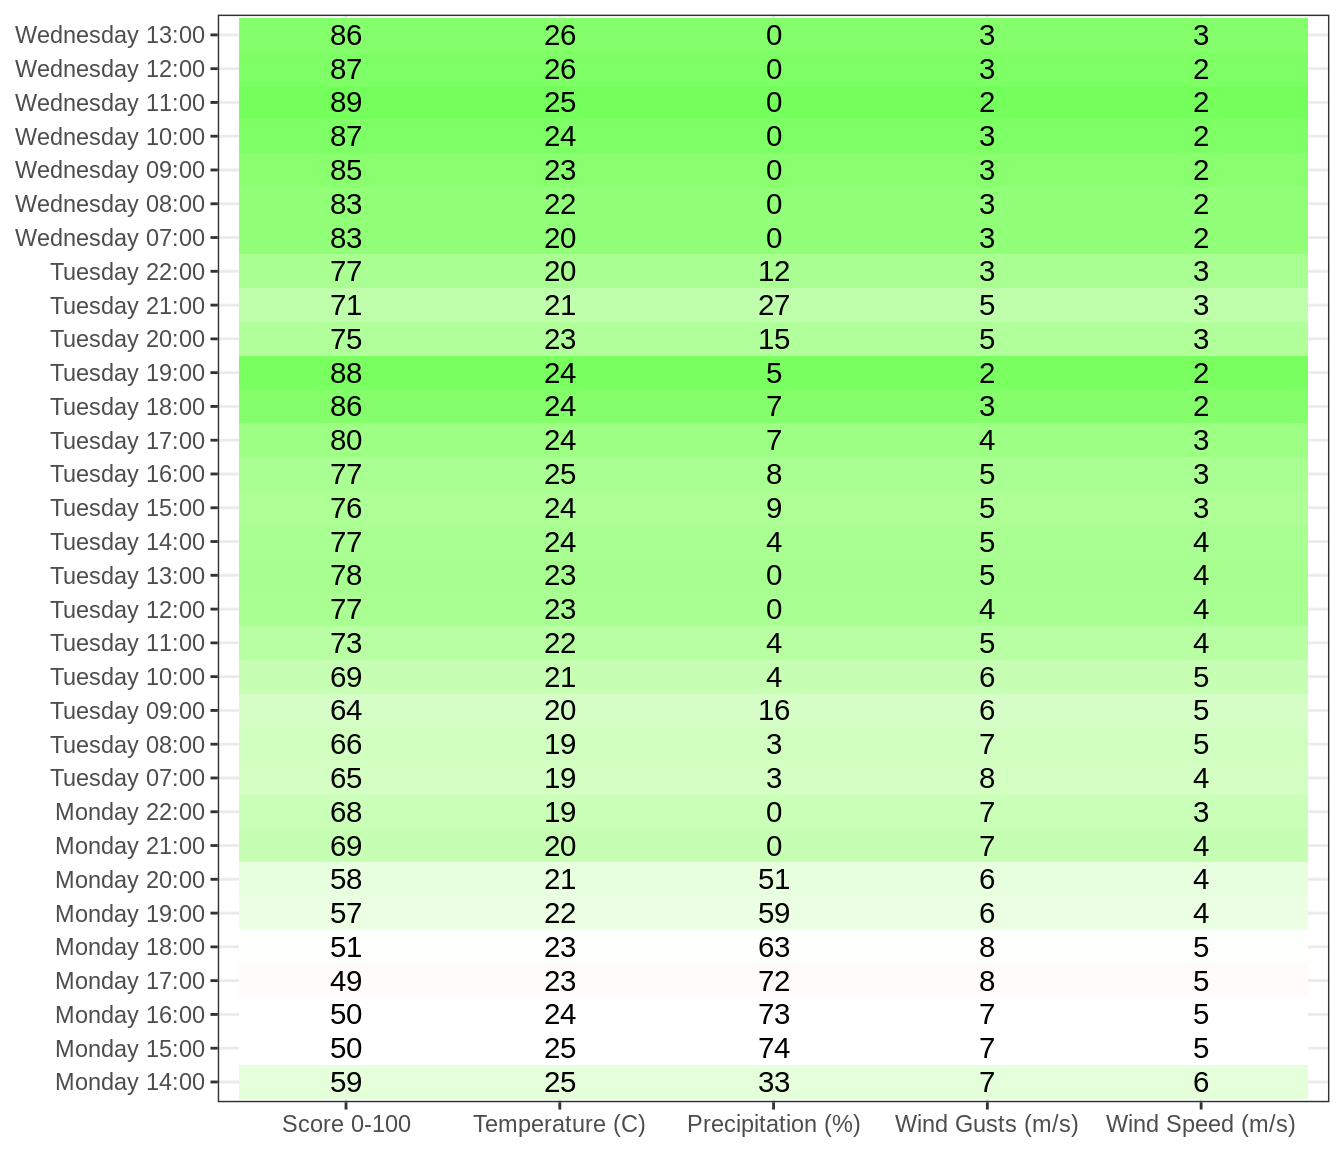 Wednesday 13:00 86 26 0 3 3
Wednesday 12:00 87 26 0 3 2
Wednesday 11:00 89 25 0 2 2
Wednesday 10:00 87 24 0 3 2
Wednesday 09:00 85 23 0 3 2
Wednesday 08:00 83 22 0 3 2
Wednesday 07:00 83 20 0 3 2
Tuesday 22:00 77 20 12 3 3
Tuesday 21:00 71 21 27 5 3
Tuesday 20:00 75 23 15 5 3
Tuesday 19:00 88 24 5 2 2
Tuesday 18:00 86 24 7 3 2
Tuesday 17:00 80 24 7 4 3
Tuesday 16:00 77 25 8 5 3
Tuesday 15:00 76 24 9 5 3
Tuesday 14:00 77 24 4 5 4
Tuesday 13:00 78 23 0 5 4
Tuesday 12:00 77 23 0 4 4
Tuesday 11:00 73 22 4 5 4
Tuesday 10:00 69 21 4 6 5
Tuesday 09:00 64 20 16 6 5
Tuesday 08:00 66 19 3 7 5
Tuesday 07:00 65 19 3 8 4
Monday 22:00 68 19 0 7 3
Monday 21:00 69 20 0 7 4
Monday 20:00 58 21 51 6 4
Monday 19:00 57 22 59 6 4
Monday 18:00 51 23 63 8 5
Monday 17:00 49 23 72 8 5
Monday 16:00 50 24 73 7 5
Monday 15:00 50 25 74 7 5
Monday 14:00 59 25 33 7 6
Score 0-100 Temperature (C) Precipitation (%) Wind Gusts (m/s) Wind Speed (m/s)